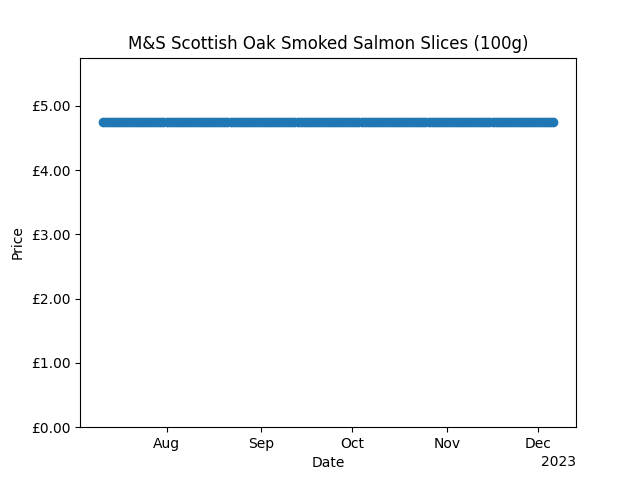 M&S Scottish Oak Smoked Salmon Slices (100g)
£5.00
£4.00
£3.00
£2.00
£1.00
£0.00
Price
Aug Sep Oct Nov Dec
Date
2023